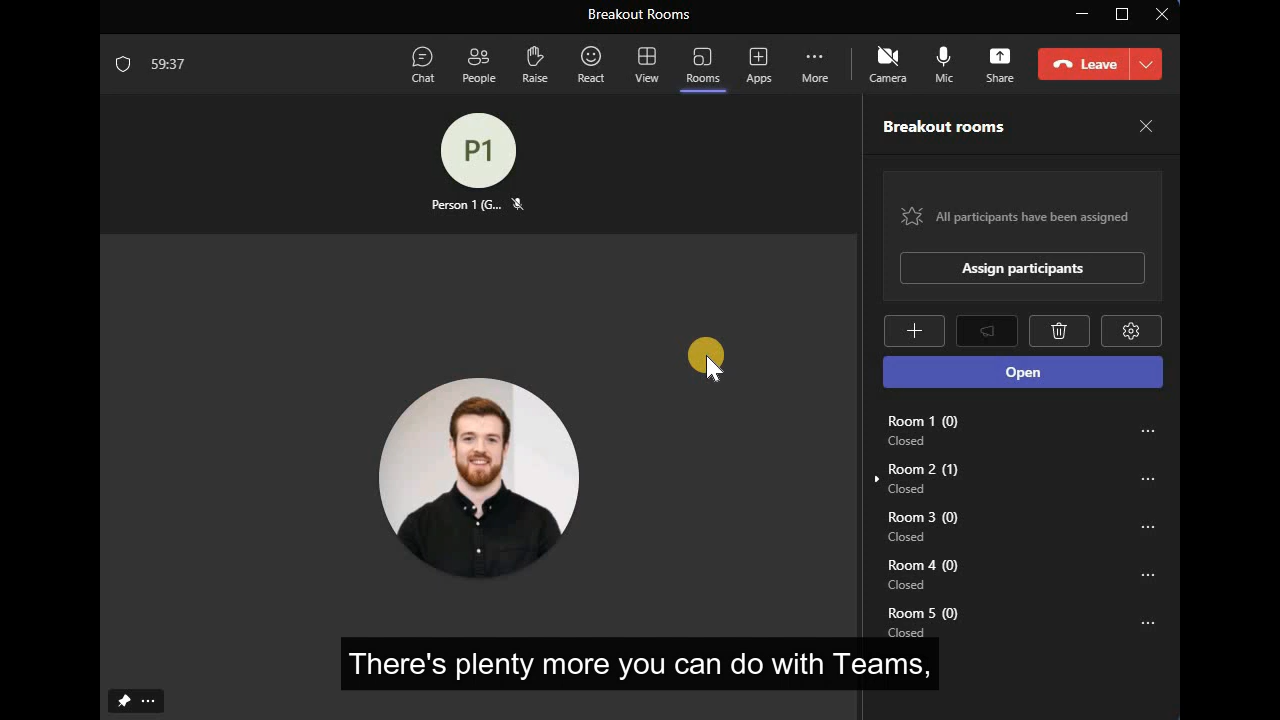 Breakout Rooms
59:37
Chat People Raise React View Rooms Apps More Camera Mic Share Leave
Breakout rooms
P1
Person 1 (G...
All participants have been assigned
Assign participants
Open
Room 1 (0)
Closed
Room 2 (1)
Closed
Room 3 (0)
Closed
Room 4 (0)
Closed
Room 5 (0)
Closed
There's plenty more you can do with Teams,